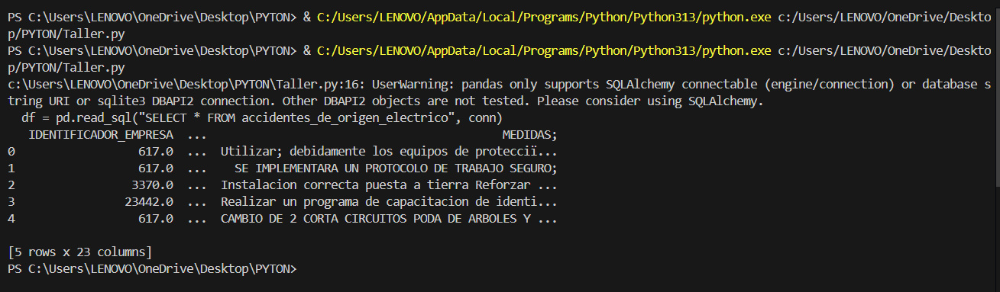 PS C:\Users\LENOVO\OneDrive\Desktop\PYTON> & C:/Users/LENOVO/AppData/Local/Programs/Python/Python313/python.exe c:/Users/LENOVO/OneDrive/Deskto
p/PYTON/Taller.py
PS C:\Users\LENOVO\OneDrive\Desktop\PYTON> & C:/Users/LENOVO/AppData/Local/Programs/Python/Python313/python.exe c:/Users/LENOVO/OneDrive/Deskto
p/PYTON/Taller.py
c:\Users\LENOVO\OneDrive\Desktop\PYTON\Taller.py:16: UserWarning: pandas only supports SQLAlchemy connectable (engine/connection) or database s
tring URI or sqlite3 DBAPI2 connection. Other DBAPI2 objects are not tested. Please consider using SQLAlchemy.
  df = pd.read_sql("SELECT * FROM accidentes_de_origen_electrico", conn)
   IDENTIFICADOR_EMPRESA  ...                                           MEDIDAS;
0                  617.0  ...  Utilizar; debidamente los equipos de protecciï...
1                  617.0  ...    SE IMPLEMENTARA UN PROTOCOLO DE TRABAJO SEGURO;
2                 3370.0  ...  Instalacion correcta puesta a tierra Reforzar ...
3                23442.0  ...  Realizar un programa de capacitacion de identi...
4                  617.0  ...  CAMBIO DE 2 CORTA CIRCUITOS PODA DE ARBOLES Y ...

[5 rows x 23 columns]
PS C:\Users\LENOVO\OneDrive\Desktop\PYTON>